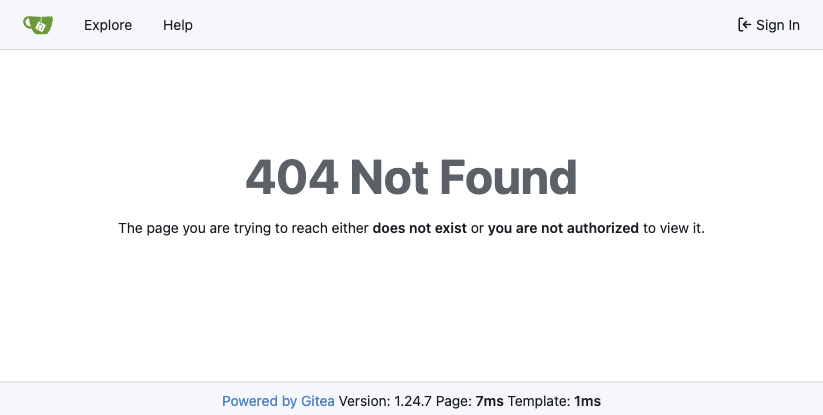 Explore Help Sign In
404 Not Found
The page you are trying to reach either does not exist or you are not authorized to view it.
Powered by Gitea Version: 1.24.7 Page: 7ms Template: 1ms